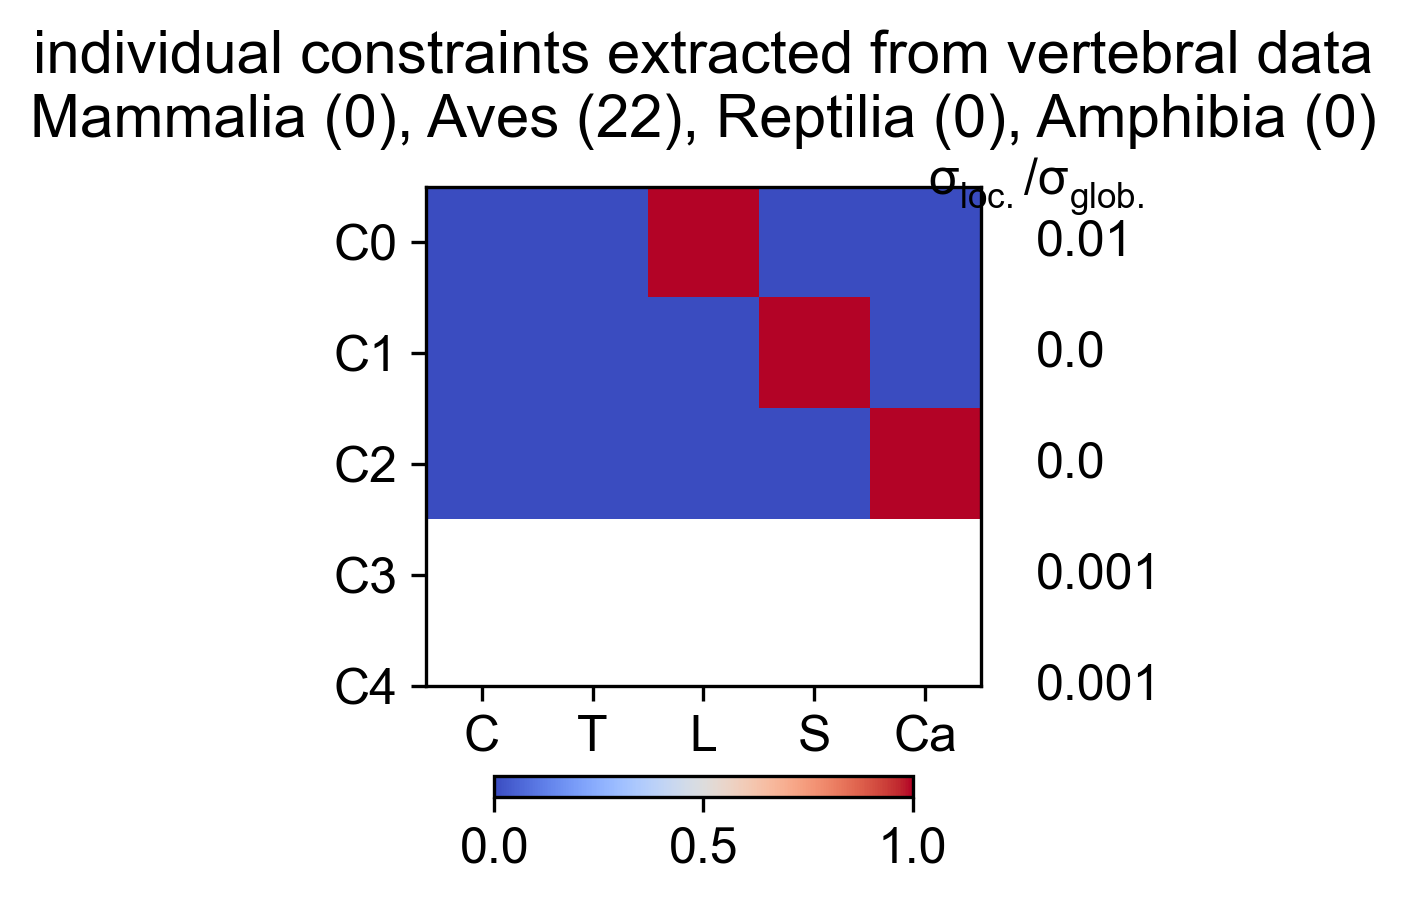 individual constraints extracted from vertebral data
Mammalia (0), Aves (22), Reptilia (0), Amphibia (0)
σloc. /σglob.
C0 0.01
C1 0.0
C2 0.0
C3 0.001
C4 0.001
C T L S Ca
0.0 0.5 1.0